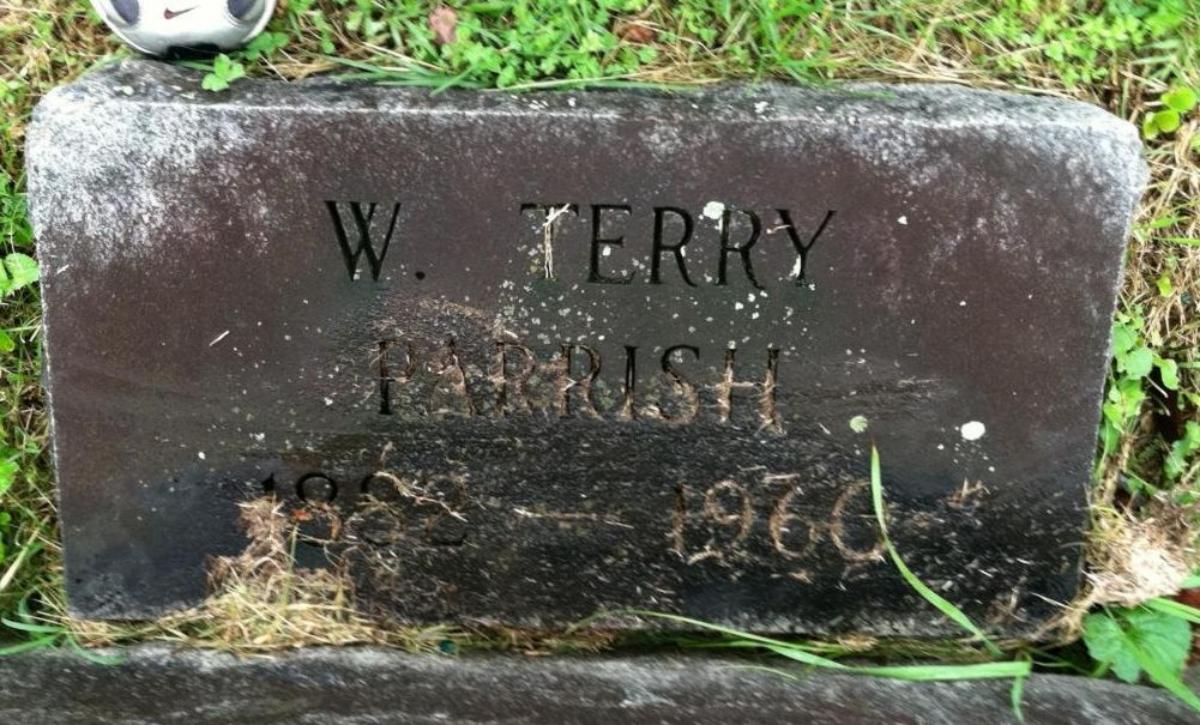 W. TERRY
PARRISH
1882 — 1960